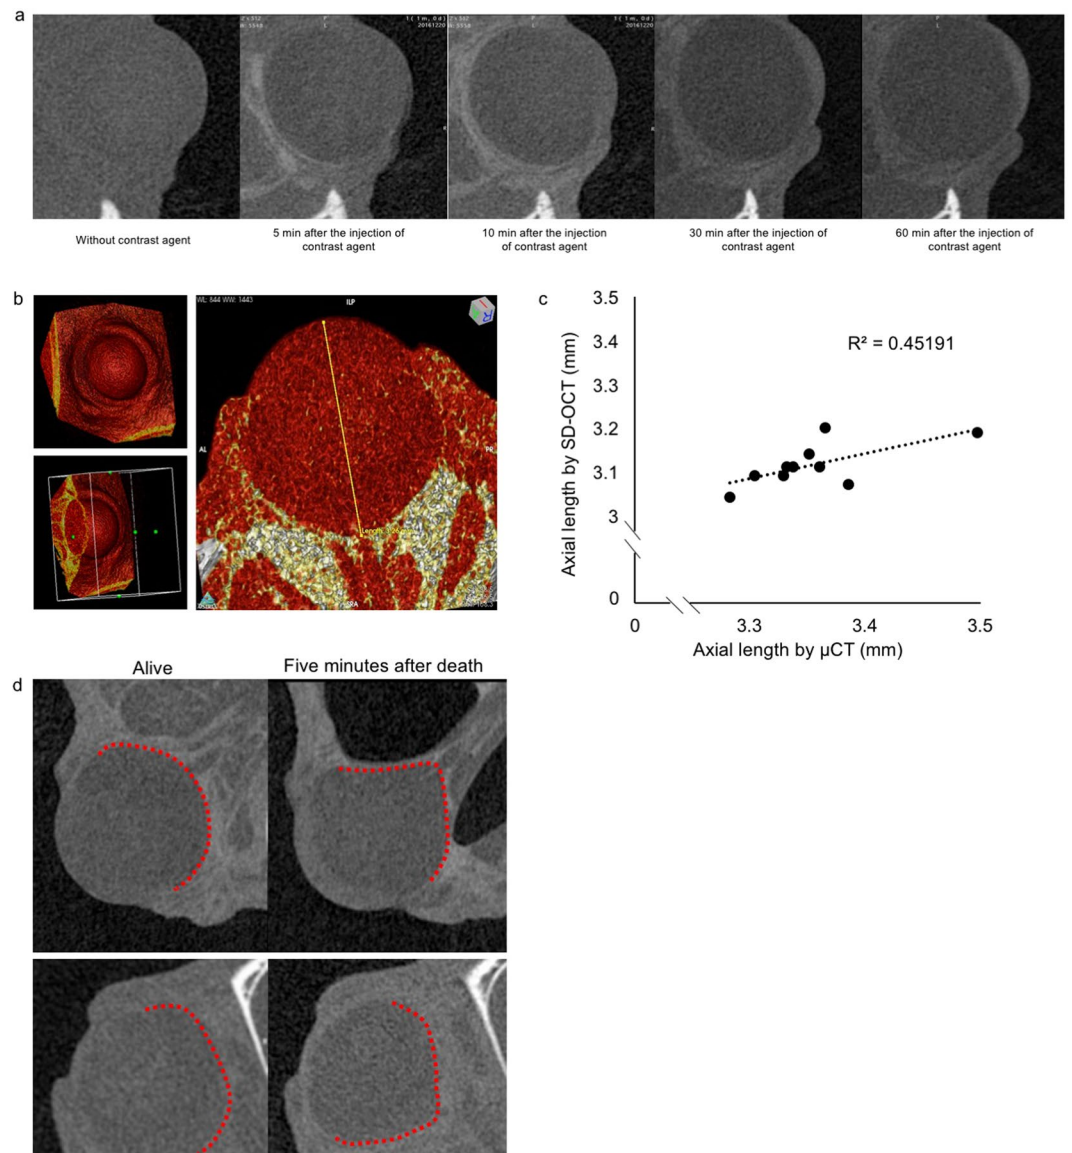 a
20161220
20161220
Without contrast agent
5 min after the injection of
contrast agent
10 min after the injection
of contrast agent
30 min after the injection of
contrast agent
60 min after the injection of
contrast agent
b
WL: 844 WW: 1443
ILP
R
AL
PR
c
3.5
3.4
3.3
3.2
3.1
3
0
R² = 0.45191
Axial length by SD-OCT (mm)
0
3.3
3.4
3.5
Axial length by μCT (mm)
d
Alive
Five minutes after death